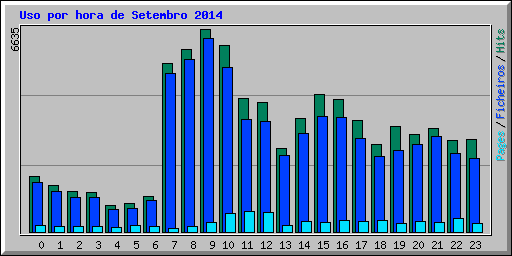 Uso por hora de Setembro 2014
6635
Pages / Ficheiros / Hits
0 1 2 3 4 5 6 7 8 9 10 11 12 13 14 15 16 17 18 19 20 21 22 23